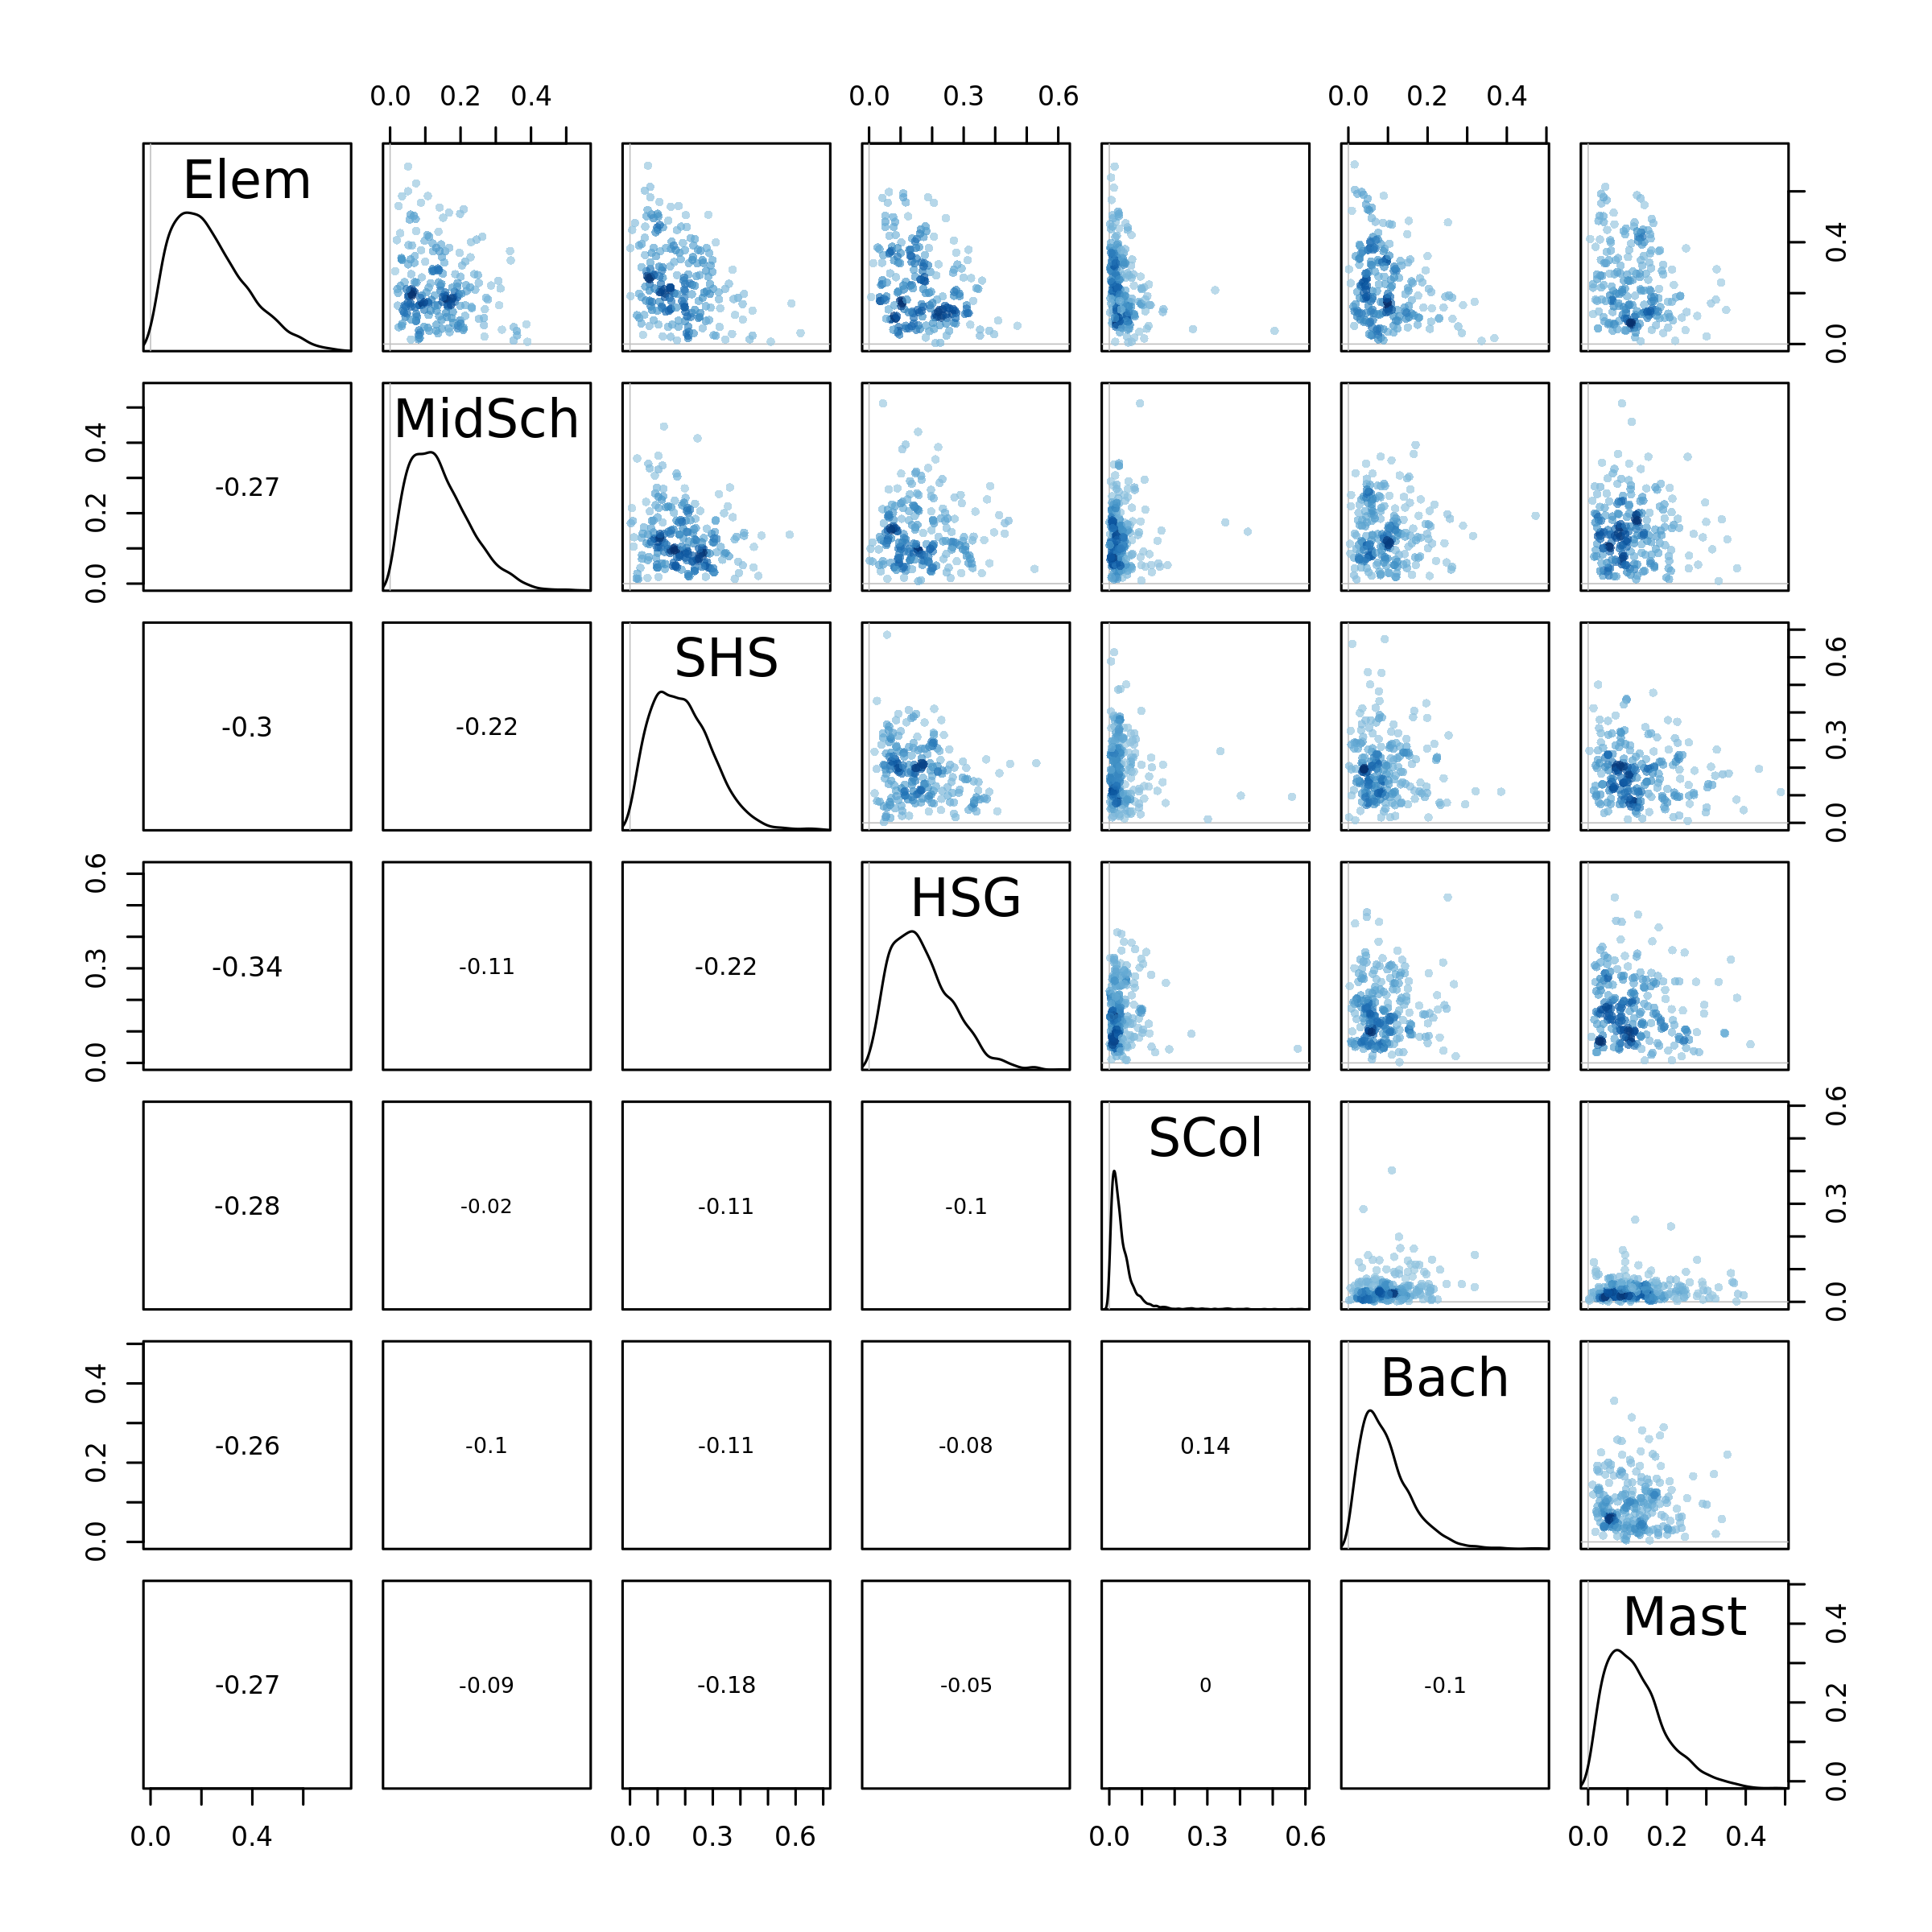 0.0 0.2 0.4 0.0 0.3 0.6 0.0 0.2 0.4
Elem
0.0 0.4
MidSch
0.0 0.2 0.4
-0.27
SHS
0.0 0.3 0.6
-0.3 -0.22
HSG
0.0 0.3 0.6
-0.34 -0.11 -0.22
SCol
0.0 0.3 0.6
-0.28 -0.02 -0.11 -0.1
Bach
0.0 0.2 0.4
-0.26 -0.1 -0.11 -0.08 0.14
Mast
0.0 0.2 0.4
-0.27 -0.09 -0.18 -0.05 0 -0.1
0.0 0.4 0.0 0.3 0.6 0.0 0.3 0.6 0.0 0.2 0.4